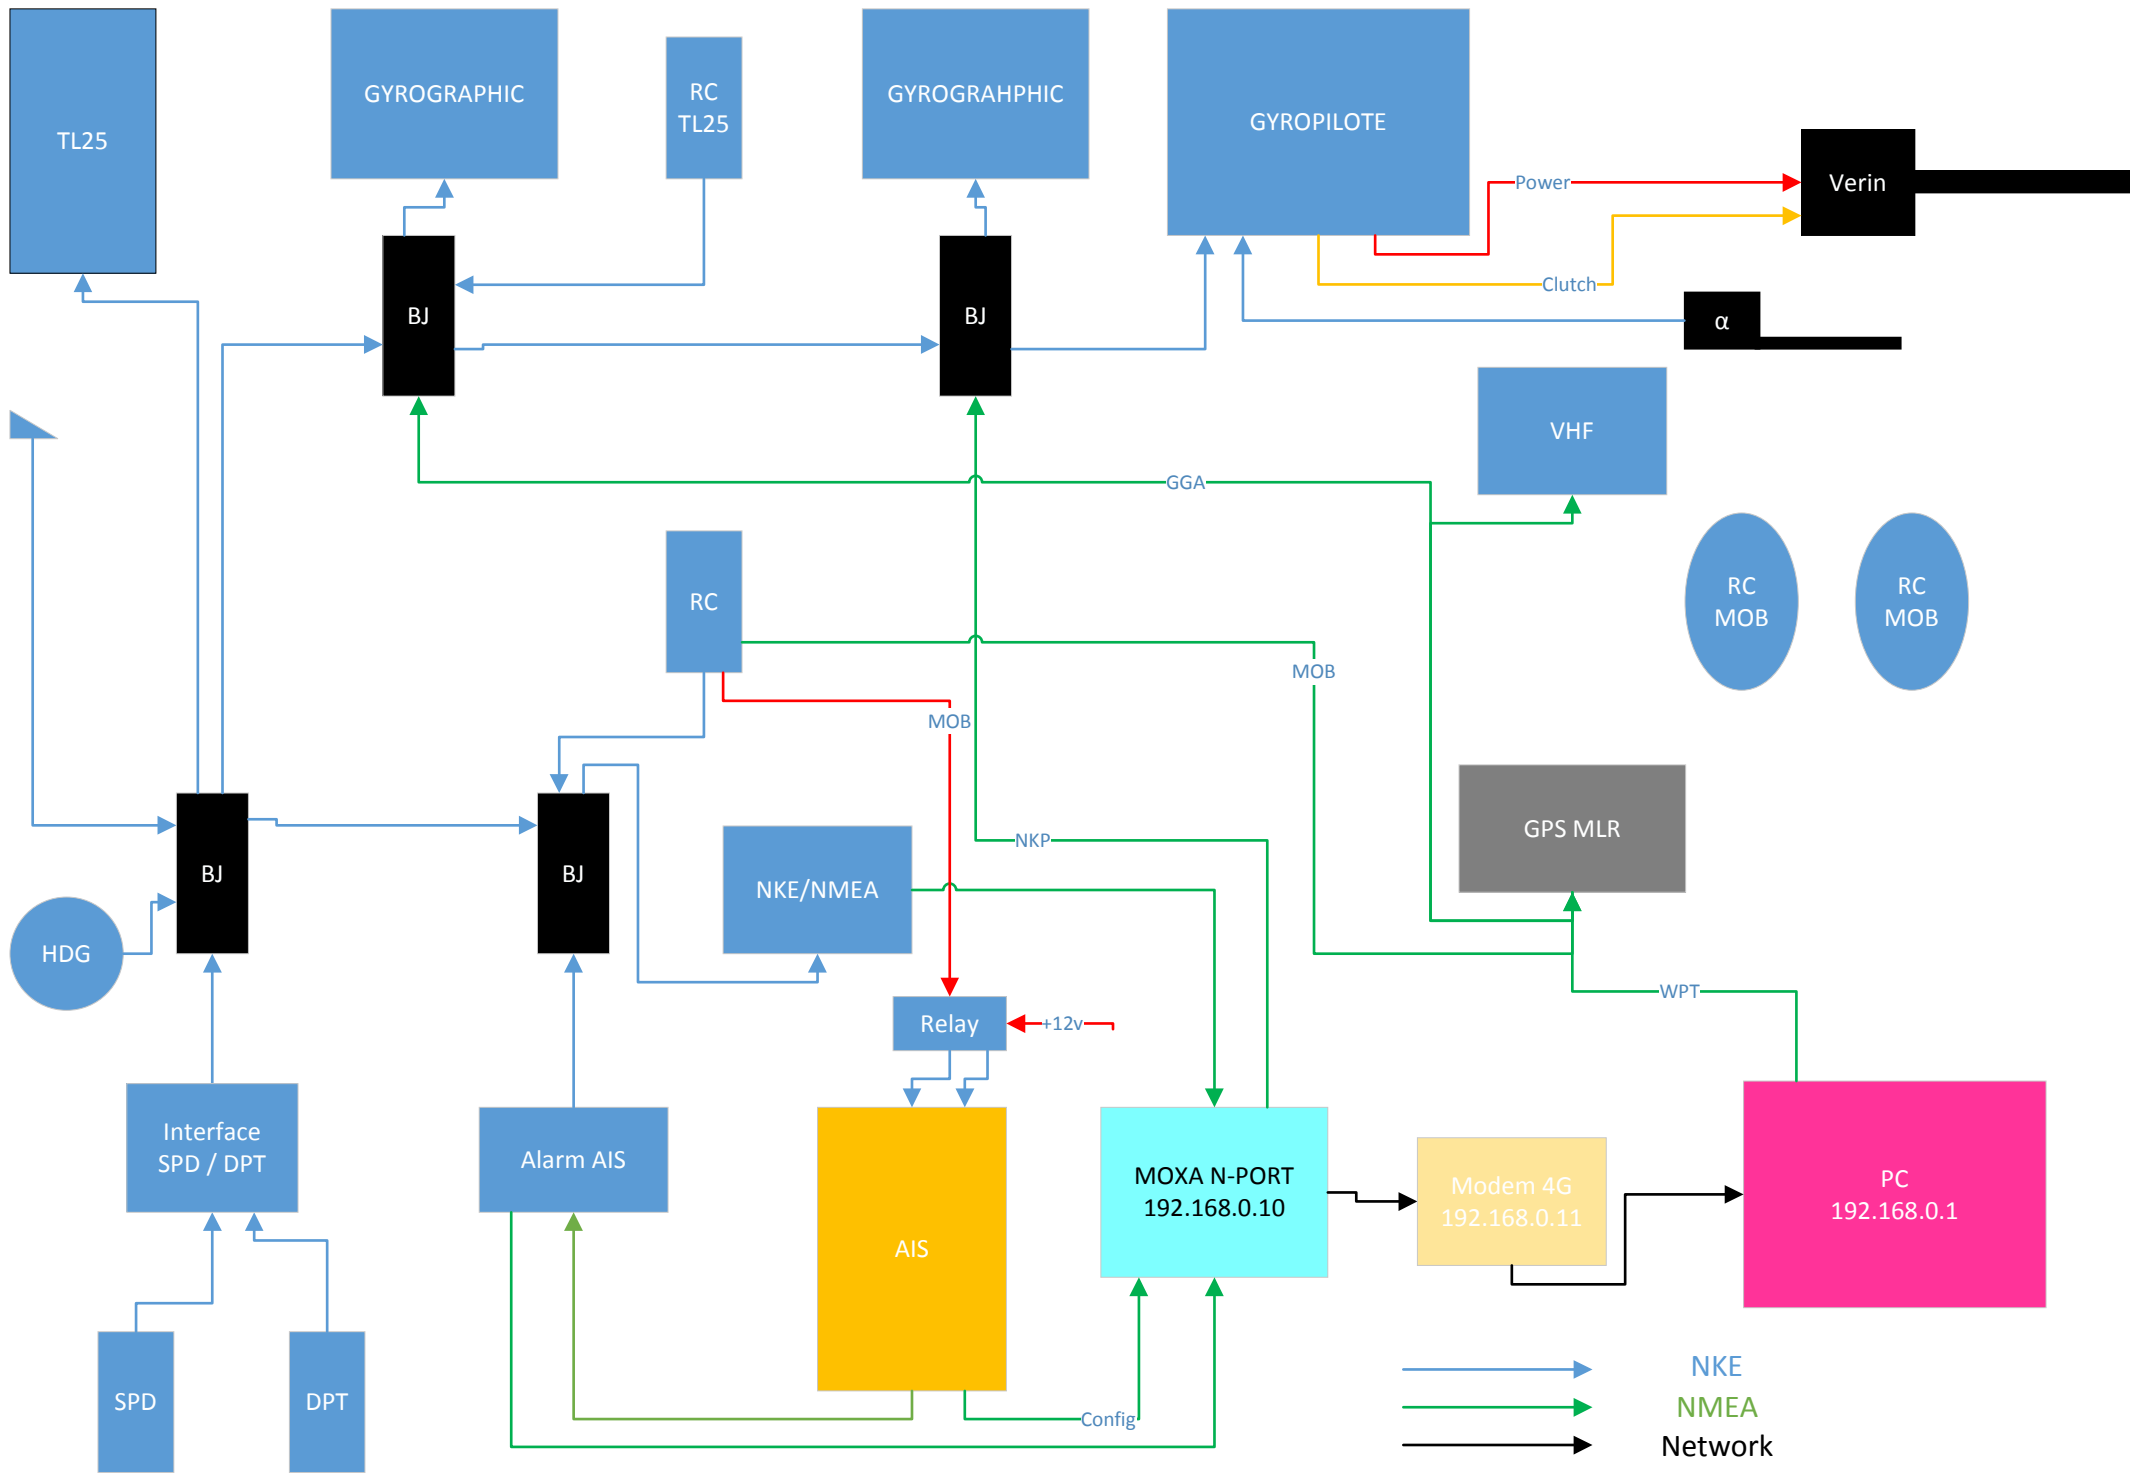 TL25
GYROGRAPHIC
RC
TL25
GYROGRAHPHIC
GYROPILOTE
Power
Verin
Clutch
BJ
BJ
α
VHF
GGA
RC
RC
MOB
RC
MOB
MOB
MOB
GPS MLR
NKP
BJ
BJ
NKE/NMEA
HDG
WPT
Relay
+12v
Interface
SPD / DPT
Alarm AIS
AIS
MOXA N-PORT
192.168.0.10
Modem 4G
192.168.0.11
PC
192.168.0.1
SPD
DPT
Config
NKE
NMEA
Network